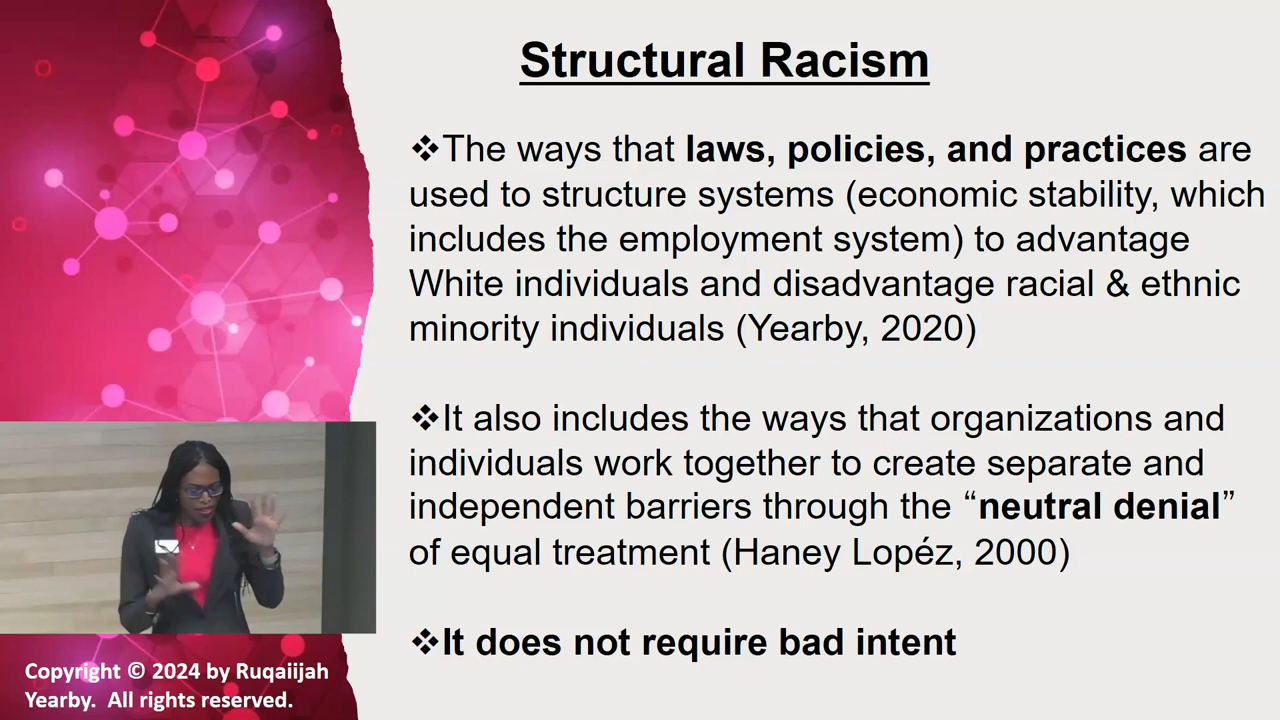 Structural Racism
❖The ways that laws, policies, and practices are
used to structure systems (economic stability, which
includes the employment system) to advantage
White individuals and disadvantage racial & ethnic
minority individuals (Yearby, 2020)
❖It also includes the ways that organizations and
individuals work together to create separate and
independent barriers through the “neutral denial”
of equal treatment (Haney Lopéz, 2000)
❖It does not require bad intent
Copyright © 2024 by Ruqaiijah
Yearby. All rights reserved.